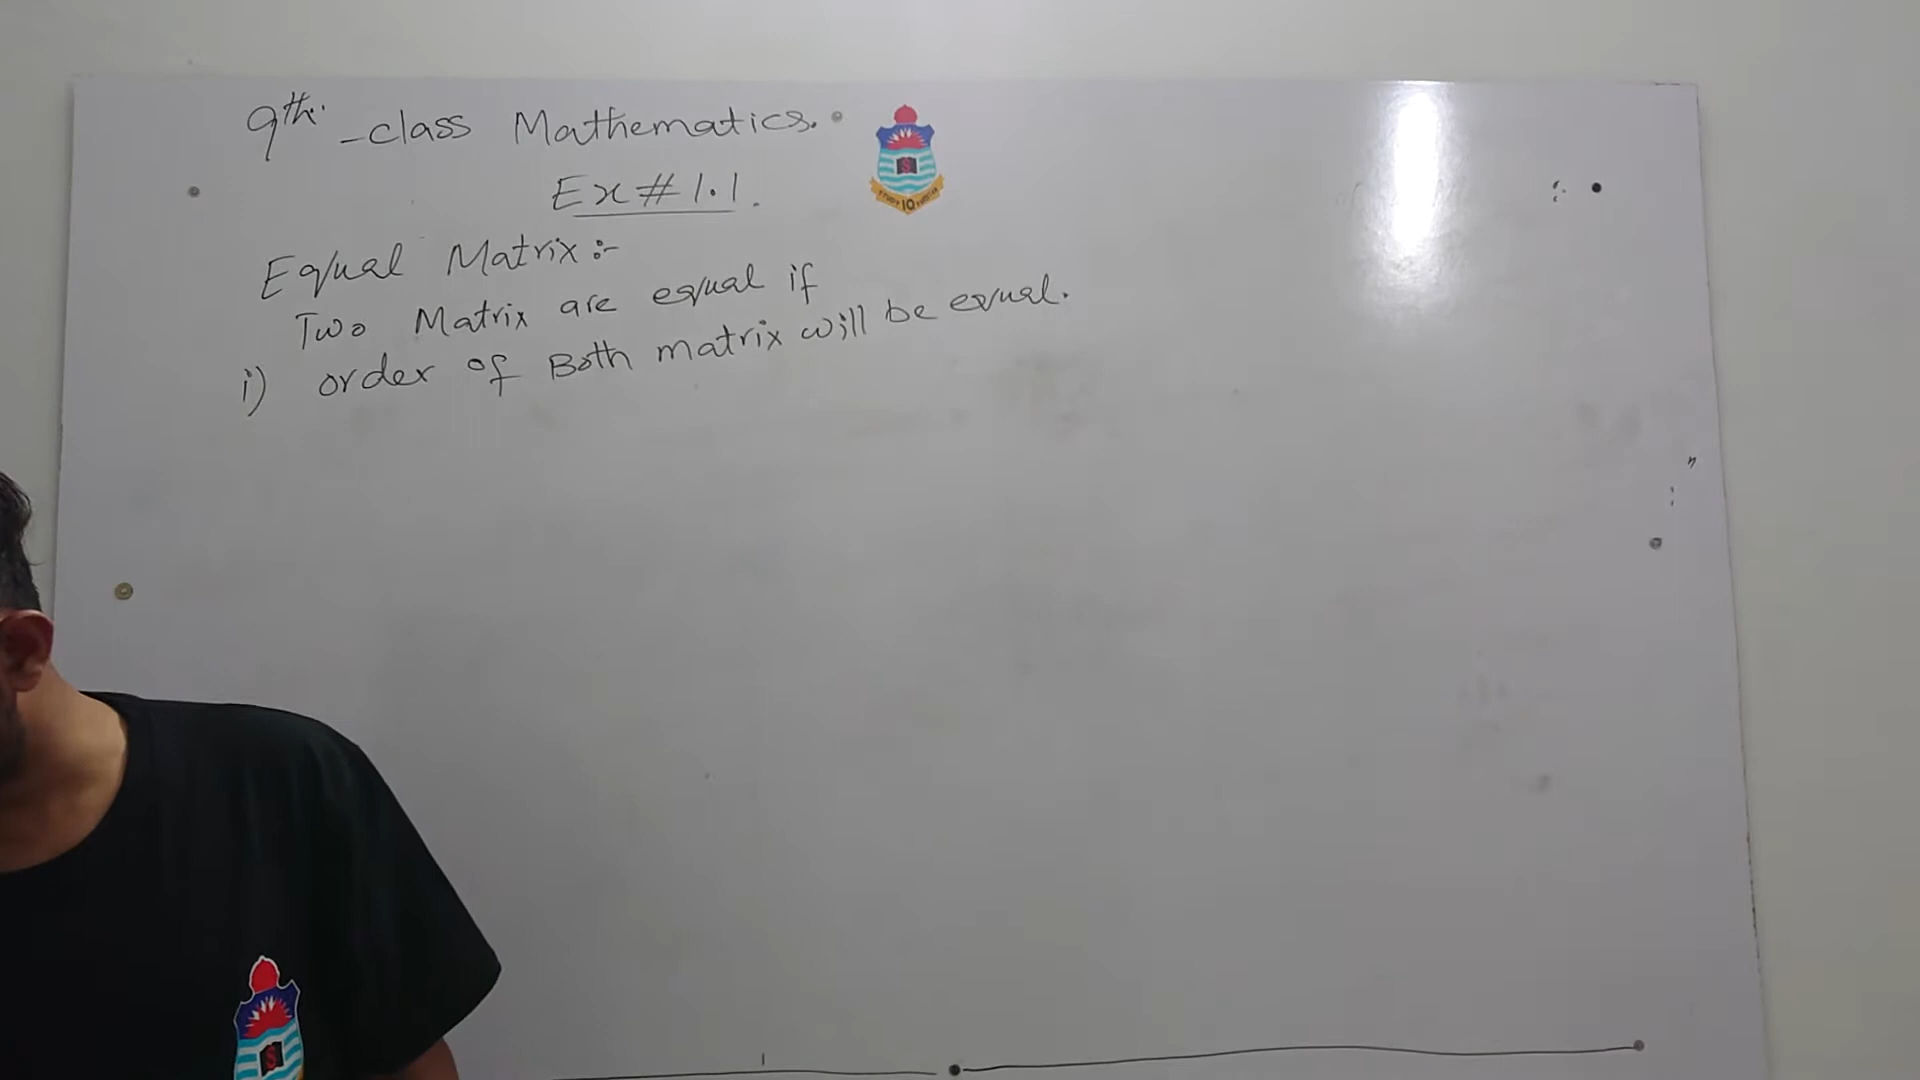 9th.. -class Mathematics.
Ex # 1.1.
Equal Matrix :-
Two Matrix are equal if
i) order of Both matrix will be equal.
10
S